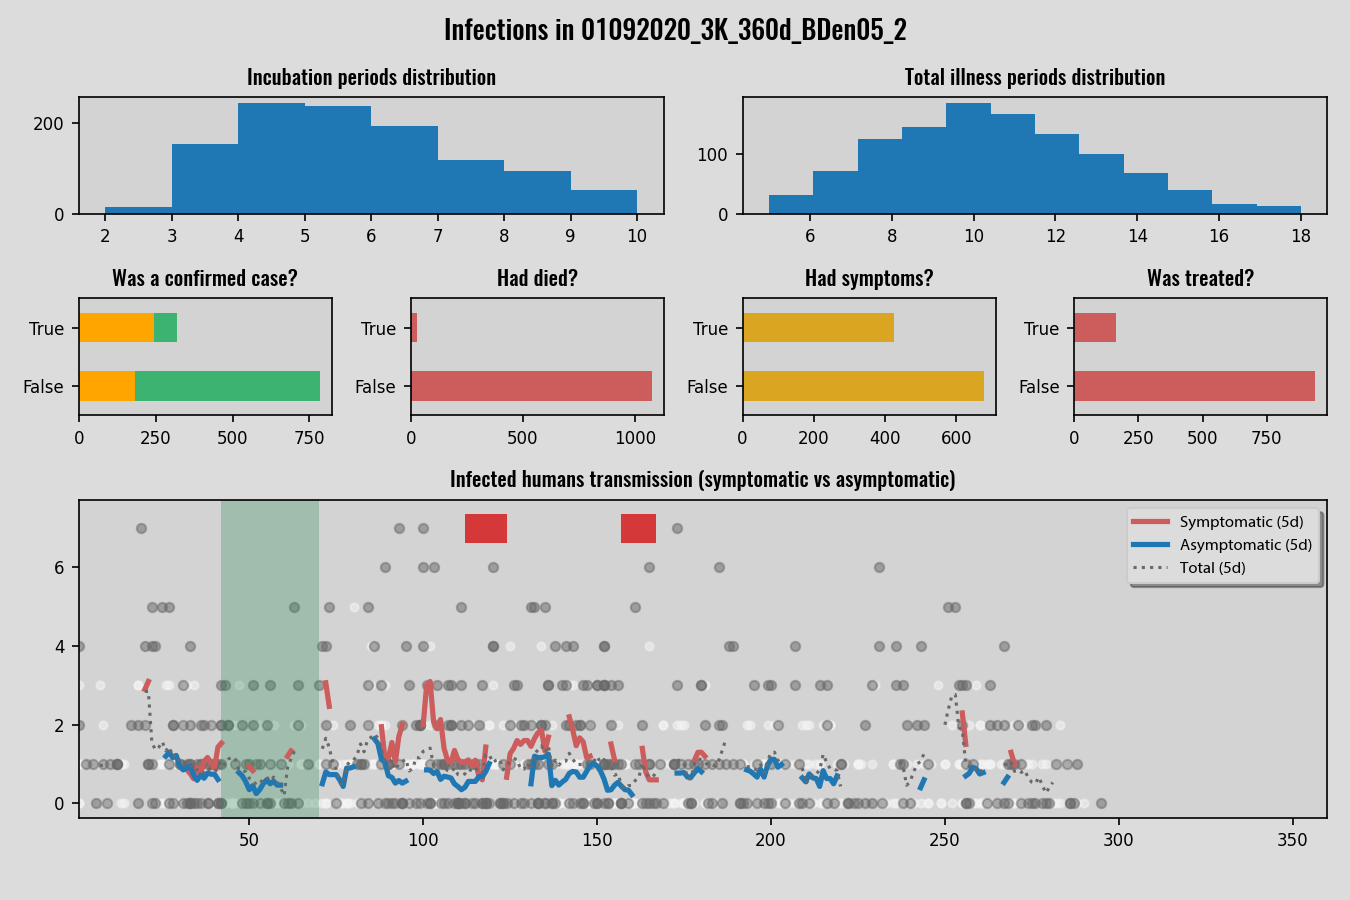 Infections in 01092020_3K_360d_BDen05_2
Incubation periods distribution
200
0
2 3 4 5 6 7 8 9 10
Total illness periods distribution
100
0
6 8 10 12 14 16 18
Was a confirmed case?
True
False
0 250 500 750
Had died?
True
False
0 500 1000
Had symptoms?
True
False
0 200 400 600
Was treated?
True
False
0 250 500 750
Infected humans transmission (symptomatic vs asymptomatic)
Symptomatic (5d)
Asymptomatic (5d)
Total (5d)
6
4
2
0
50 100 150 200 250 300 350